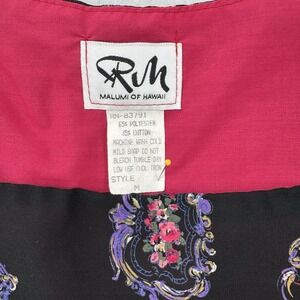 RM
MALUMI OF HAWAII
RN-83791
65% POLYESTER
35% COTTON
MACHINE WASH COLD
MILD SOAP DO NOT
BLEACH TUMBLE DRY
LOW USE COOL IRON
STYLE
M